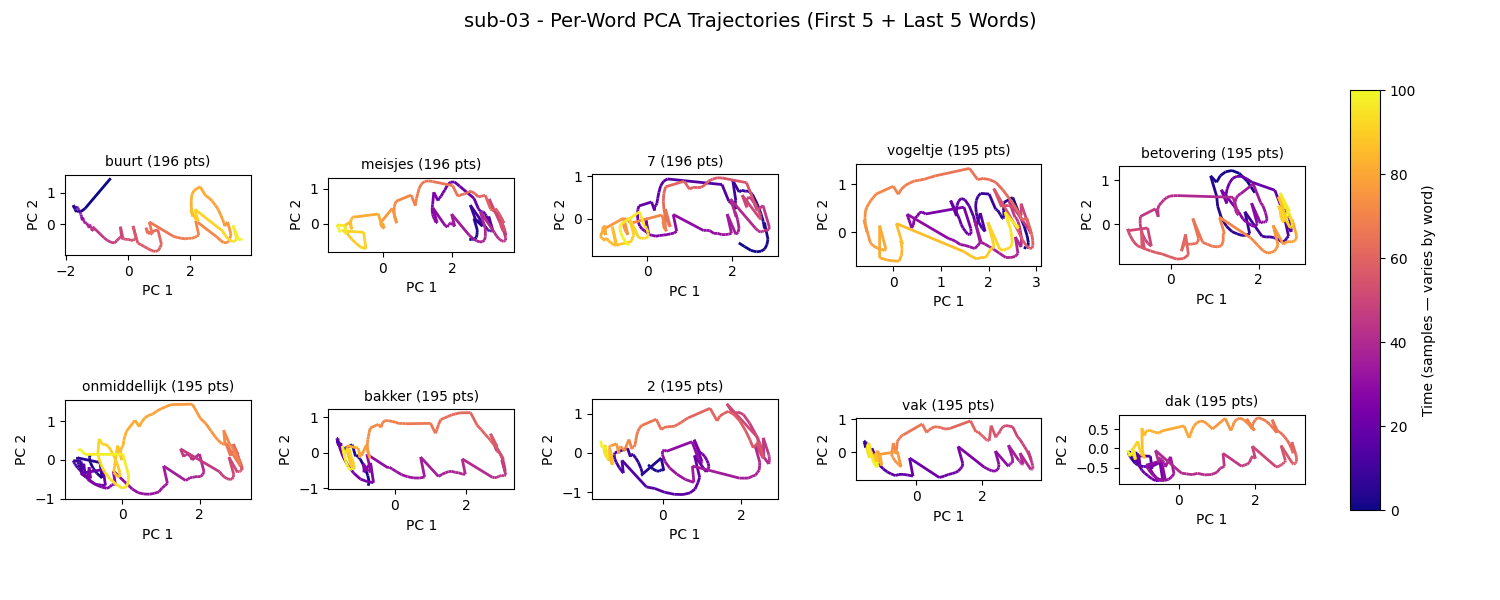 sub-03 - Per-Word PCA Trajectories (First 5 + Last 5 Words)
buurt (196 pts)
1
0
−2
0
2
PC 1
PC 2
meisjes (196 pts)
1
0
0
2
PC 1
PC 2
7 (196 pts)
1
0
0
2
PC 1
PC 2
vogeltje (195 pts)
1
0
0
1
2
3
PC 1
PC 2
betovering (195 pts)
1
0
0
2
PC 1
PC 2
onmiddellijk (195 pts)
1
0
−1
0
2
PC 1
PC 2
bakker (195 pts)
1
0
−1
0
2
PC 1
PC 2
2 (195 pts)
1
0
−1
0
2
PC 1
PC 2
vak (195 pts)
1
0
0
2
PC 1
PC 2
dak (195 pts)
0.5
0.0
−0.5
0
2
PC 1
PC 2
100
80
60
40
20
0
Time (samples — varies by word)